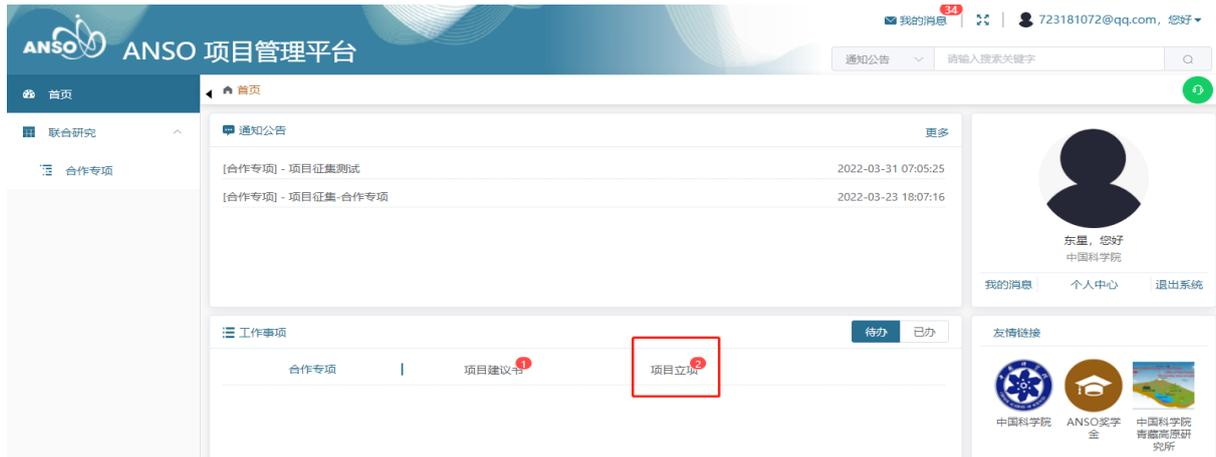 34
我的消息
723181072@qq.com，您好
ANSO ANSO 项目管理平台
通知公告 请输入搜索关键字
首页
首页
联合研究
合作专项
通知公告 更多
[合作专项] - 项目征集测试 2022-03-31 07:05:25
[合作专项] - 项目征集-合作专项 2022-03-23 18:07:16
东星，您好
中国科学院
我的消息 个人中心 退出系统
工作事项 待办 已办
合作专项 项目建议书 1 项目立项 2
友情链接
中国科学院 ANSO奖学金 中国科学院青藏高原研究所